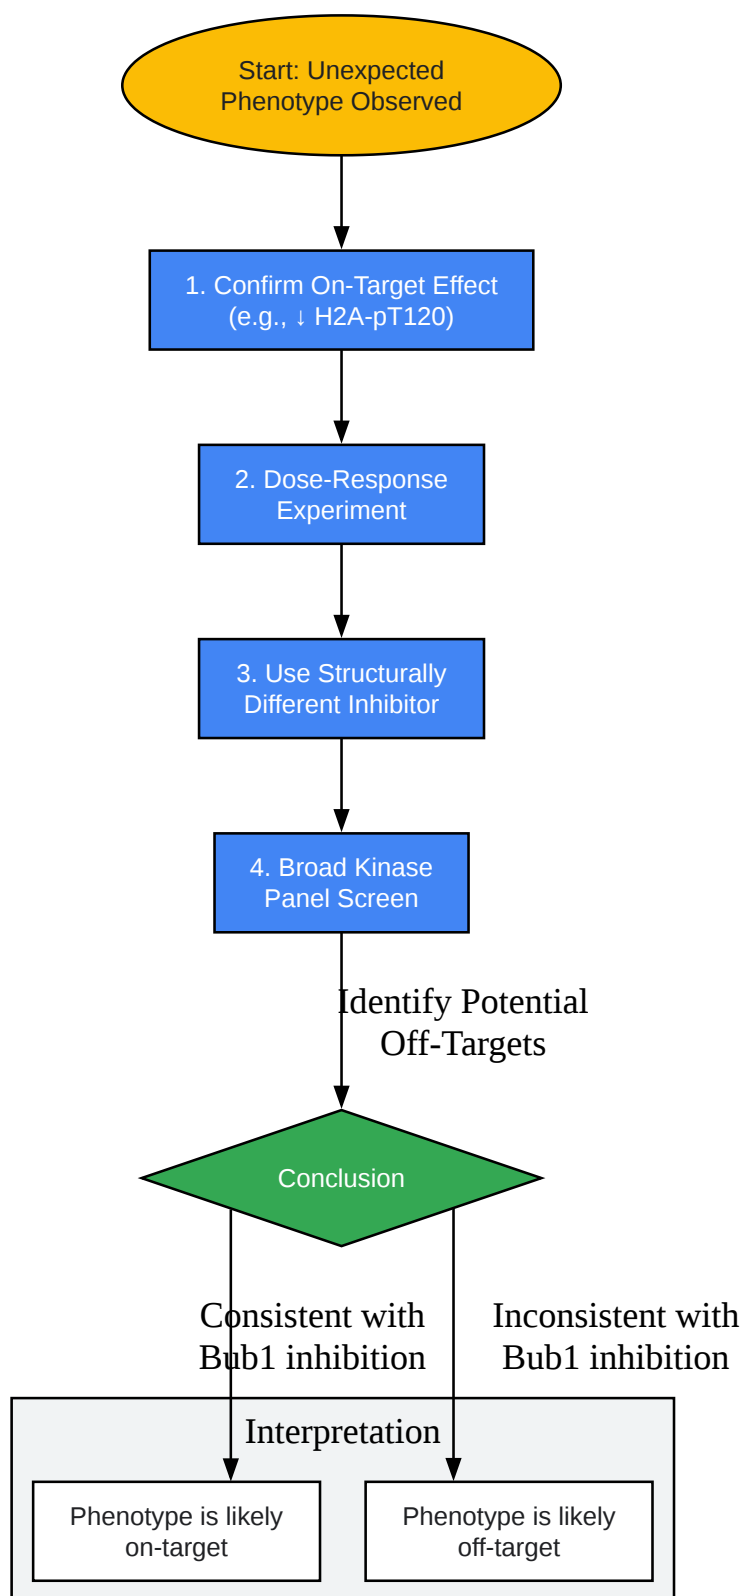 Start: Unexpected
Phenotype Observed
1. Confirm On-Target Effect
(e.g., ↓ H2A-pT120)
2. Dose-Response
Experiment
3. Use Structurally
Different Inhibitor
4. Broad Kinase
Panel Screen
Identify Potential
Off-Targets
Conclusion
Consistent with
Bub1 inhibition
Inconsistent with
Bub1 inhibition
Interpretation
Phenotype is likely
on-target
Phenotype is likely
off-target